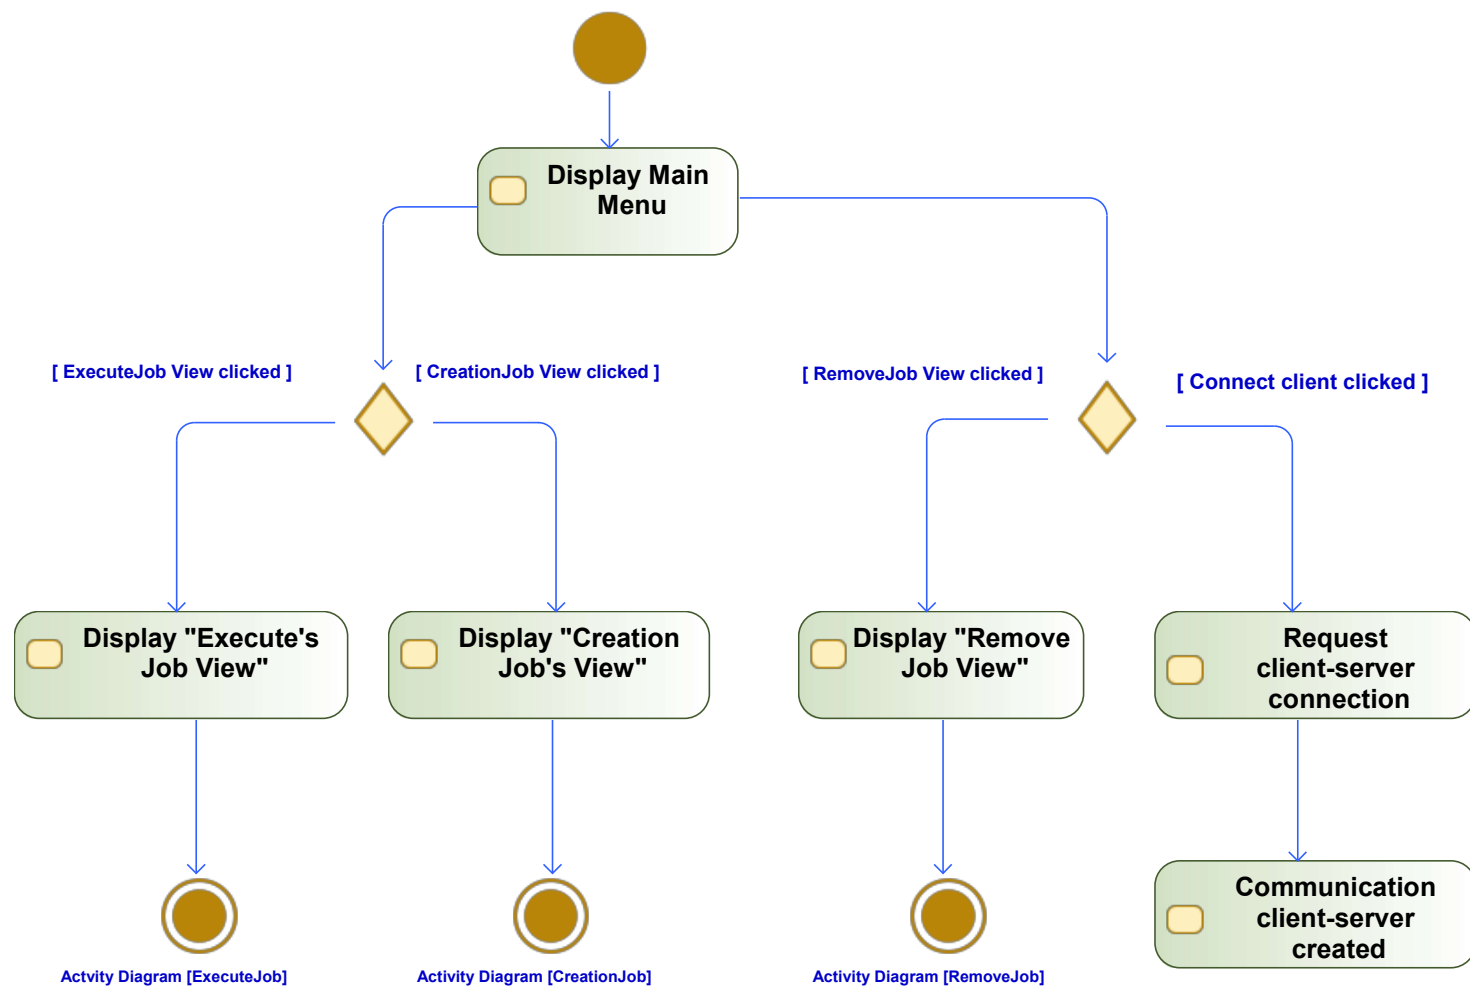 Display Main
Menu
[ ExecuteJob View clicked ]
[ CreationJob View clicked ]
[ RemoveJob View clicked ]
[ Connect client clicked ]
Display "Execute's
Job View"
Display "Creation
Job's View"
Display "Remove
Job View"
Request
client-server
connection
Communication
client-server
created
Actvity Diagram [ExecuteJob]
Activity Diagram [CreationJob]
Activity Diagram [RemoveJob]